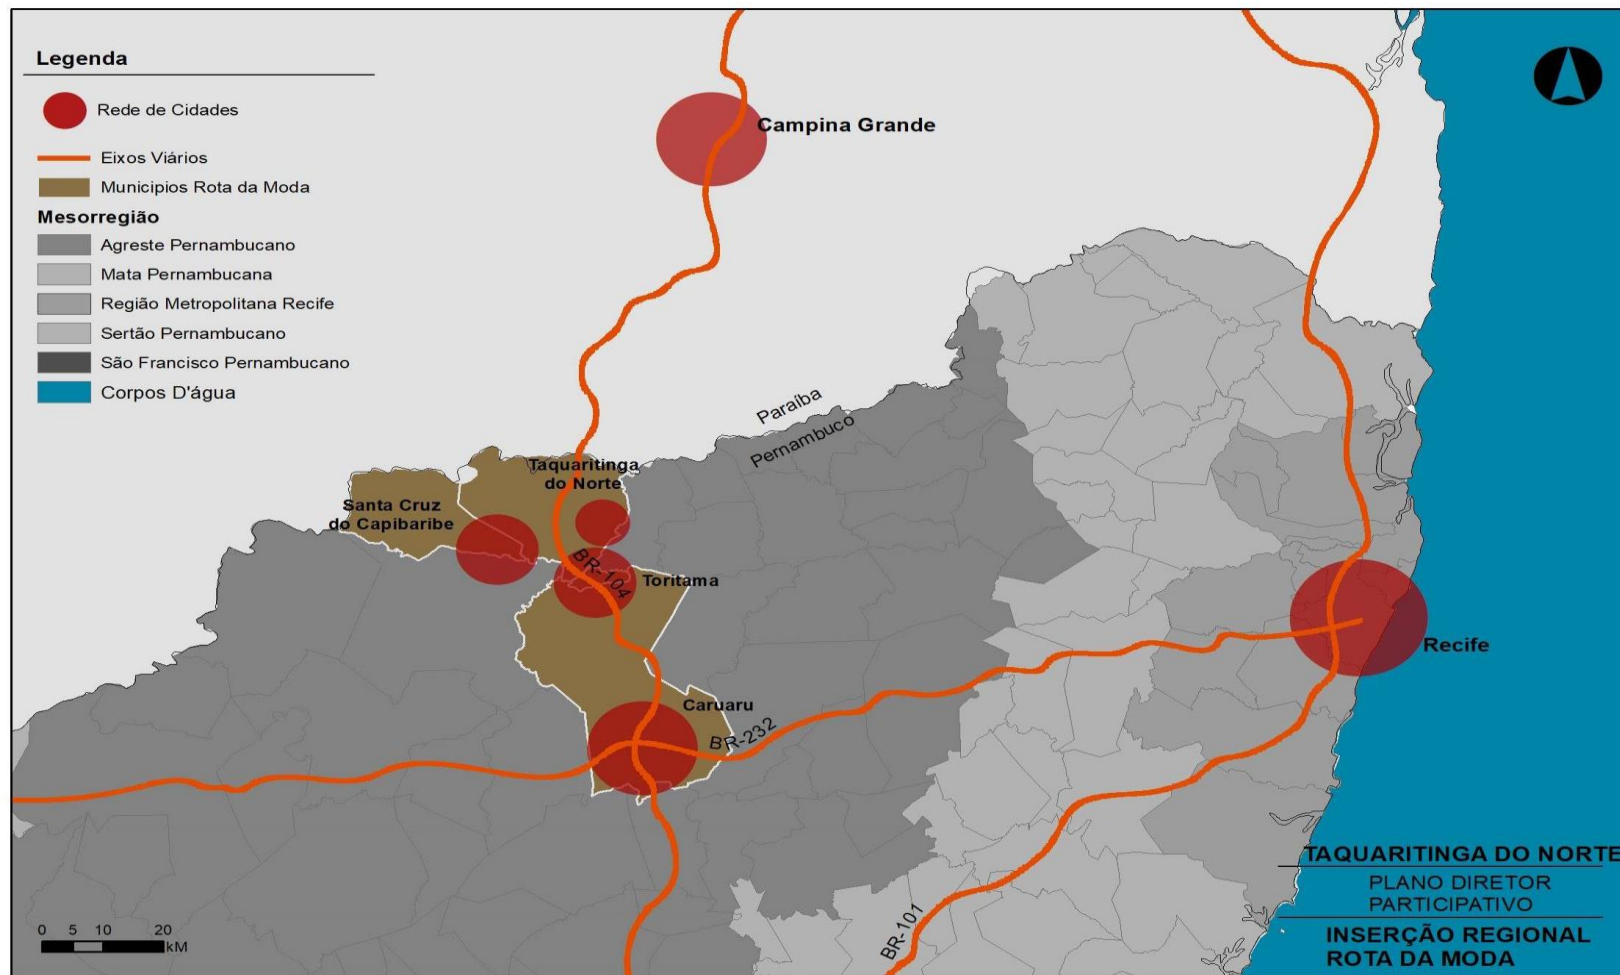 Legenda
Rede de Cidades
Eixos Viários
Municipios Rota da Moda
Mesorregião
Agreste Pernambucano
Mata Pernambucana
Região Metropolitana Recife
Sertão Pernambucano
São Francisco Pernambucano
Corpos D'água
Campina Grande
Paraíba
Pernambuco
Taquaritinga
do Norte
Santa Cruz
do Capibaribe
BR-104
Toritama
Recife
Caruaru
BR-232
BR-101
0 5 10 20
kM
TAQUARITINGA DO NORTE
PLANO DIRETOR
PARTICIPATIVO
INSERÇÃO REGIONAL
ROTA DA MODA